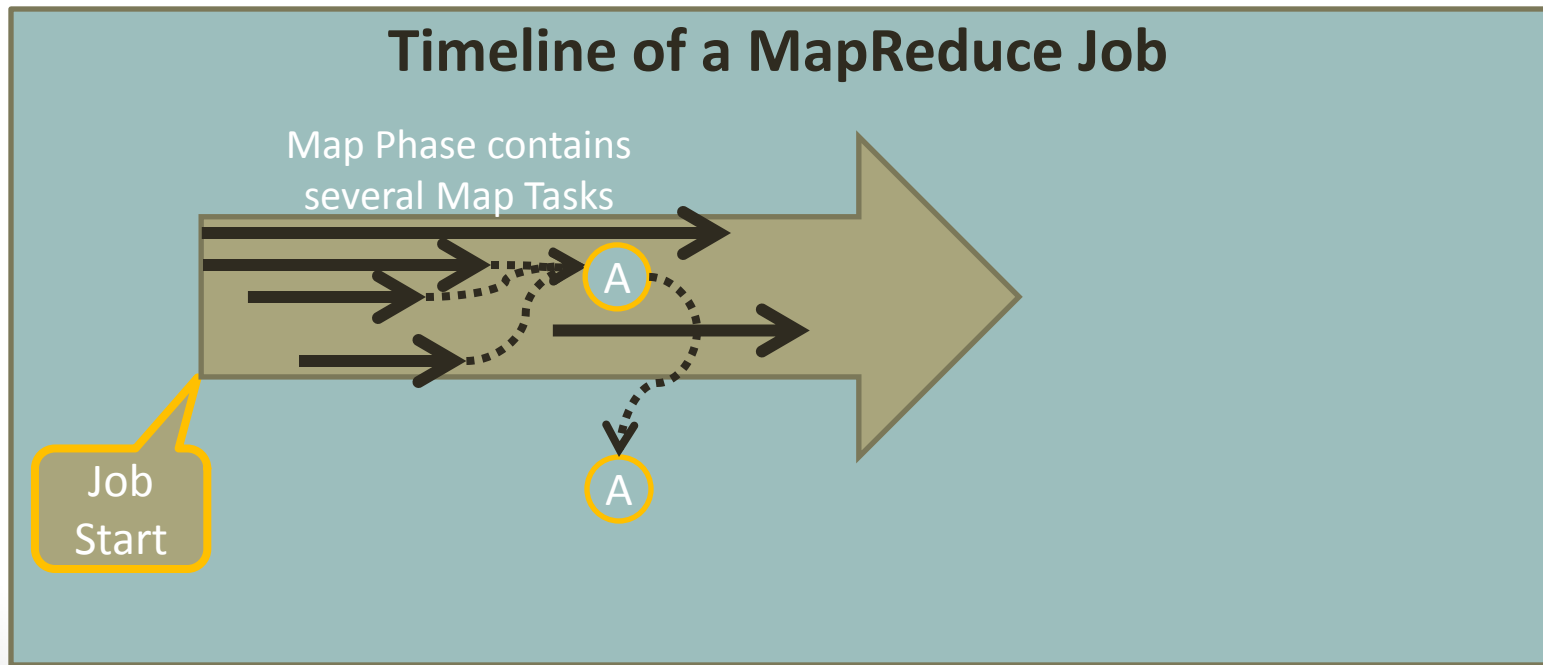 Timeline of a MapReduce Job
Map Phase contains
several Map Tasks
A
A
Job
Start